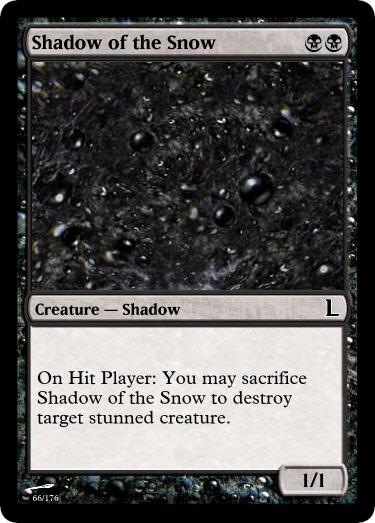 Shadow of the Snow
Creature — Shadow
L
On Hit Player: You may sacrifice
Shadow of the Snow to destroy
target stunned creature.
1/1
66/176